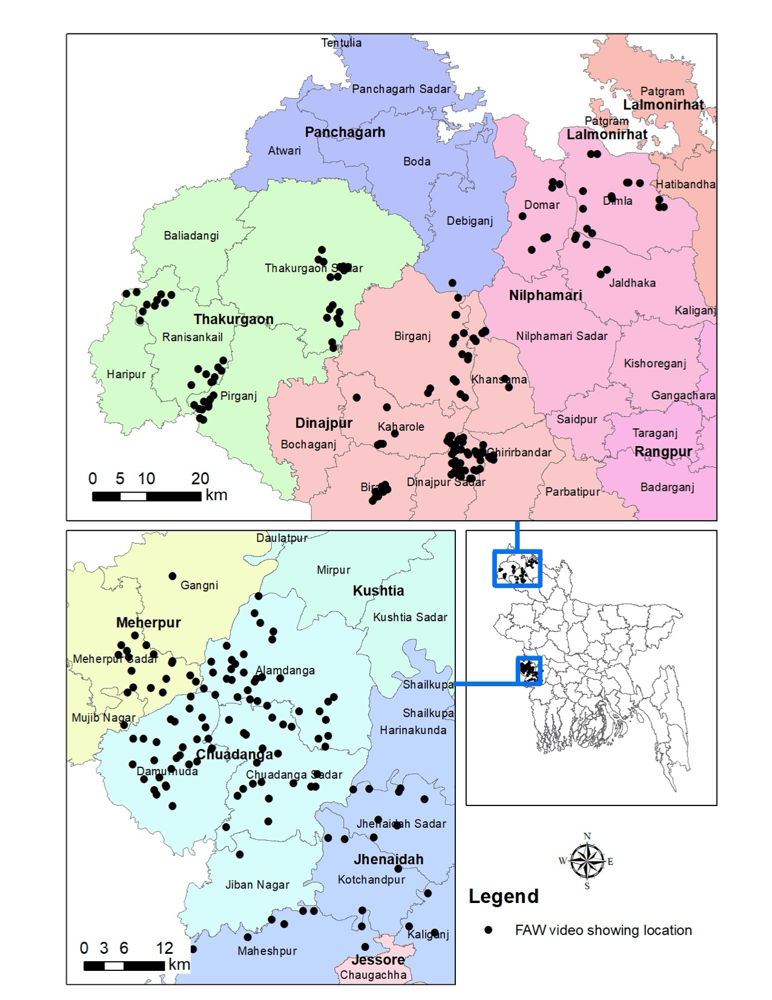 Tentulia
Panchagarh Sadar
Patgram
Lalmonirhat
Patgram
Lalmonirhat
Panchagarh
Atwari
Boda
Hatibandha
Domar
Dimla
Debiganj
Baliadangi
Thakurgaon Sadar
Jaldhaka
Nilphamari
Kaliganj
Thakurgaon
Ranisankail
Birganj
Nilphamari Sadar
Kishoreganj
Haripur
Khansama
Pirganj
Gangachara
Dinajpur
Saidpur
Kaharole
Taraganj
Bochaganj
Chirirbandar
Rangpur
Biral
Dinajpur Sadar
Parbatipur
Badarganj
0 5 10 20
km
Daulatpur
Mirpur
Gangni
Kushtia
Meherpur
Kushtia Sadar
Meherpur Sadar
Alamdanga
Shailkupa
Mujib Nagar
Shailkupa
Harinakunda
Chuadanga
Damurhuda
Chuadanga Sadar
Jhenaidah Sadar
Jhenaidah
Kotchandpur
Jiban Nagar
Kaliganj
Maheshpur
Jessore
Chaugachha
0 3 6 12
km
N
W E
S
Legend
FAW video showing location